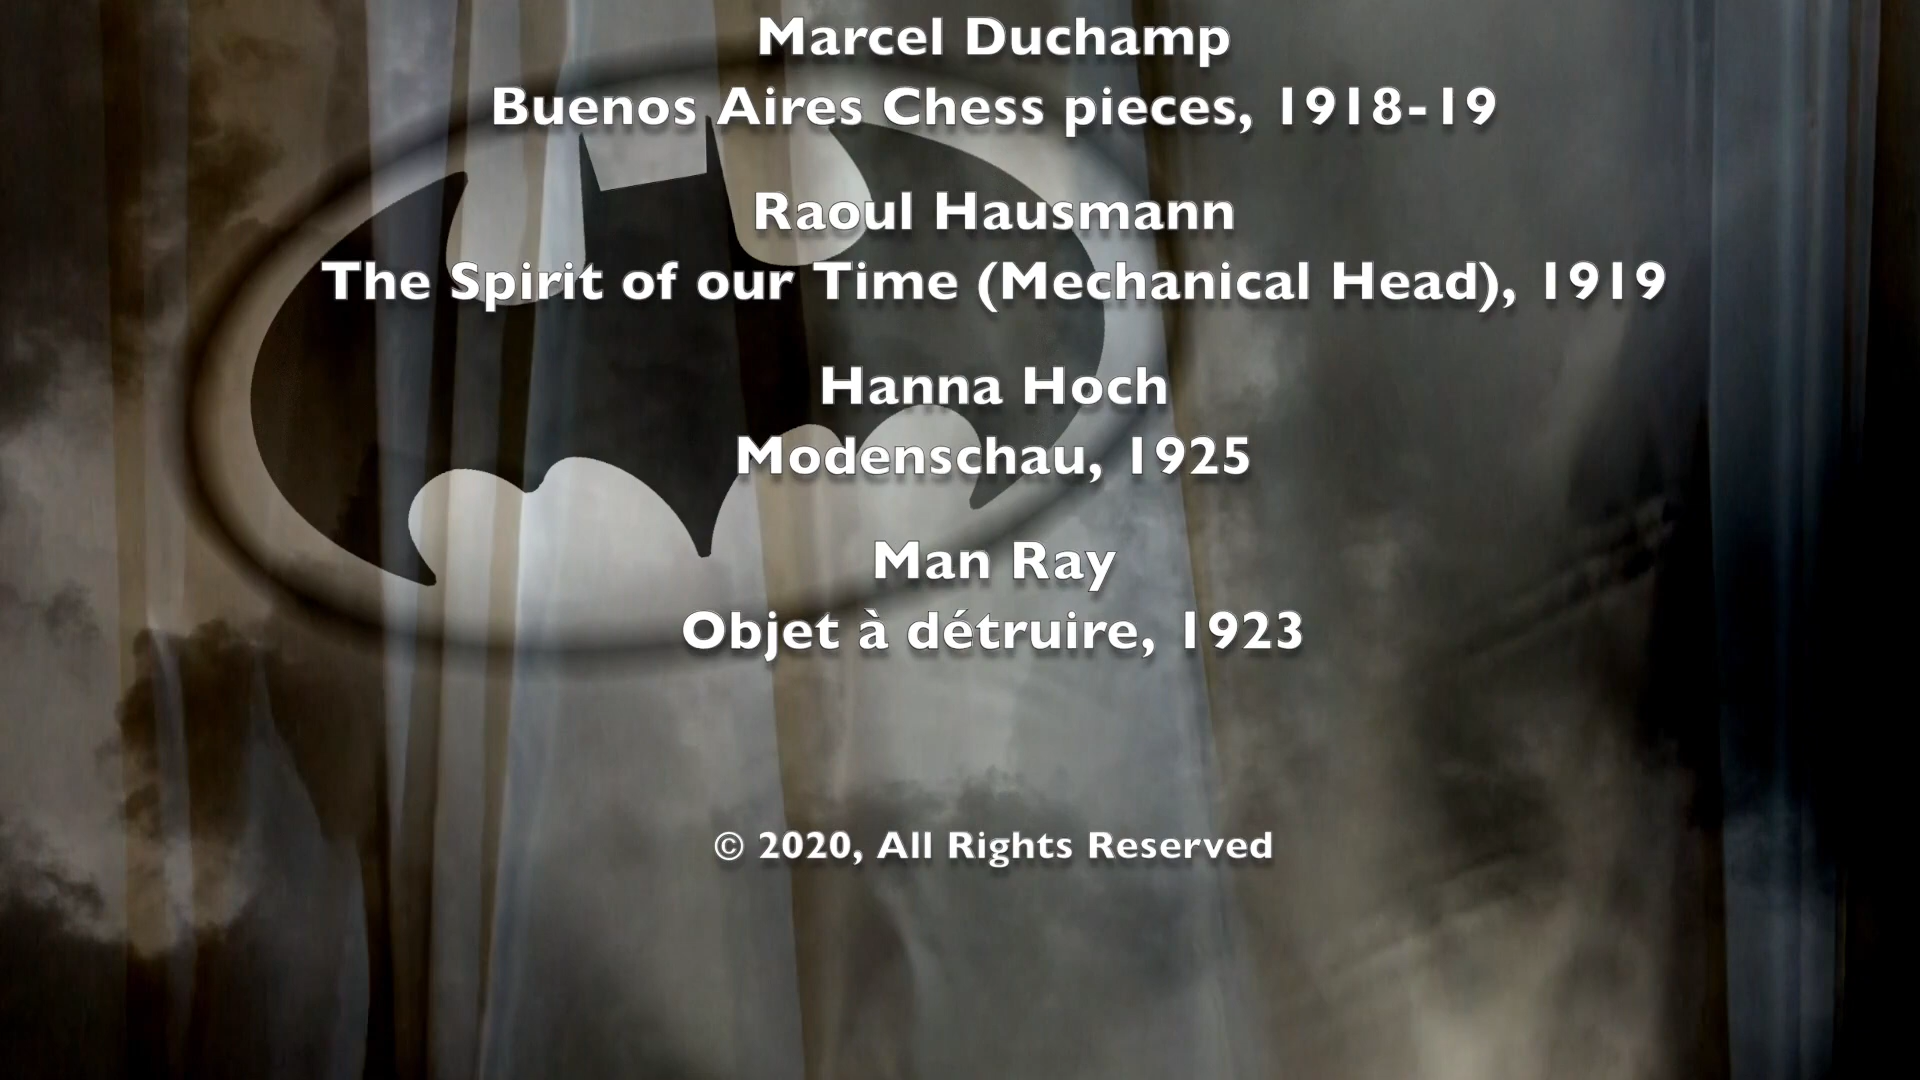 Marcel Duchamp
Buenos Aires Chess pieces, 1918-19
Raoul Hausmann
The Spirit of our Time (Mechanical Head), 1919
Hanna Hoch
Modenschau, 1925
Man Ray
Objet à détruire, 1923
© 2020, All Rights Reserved